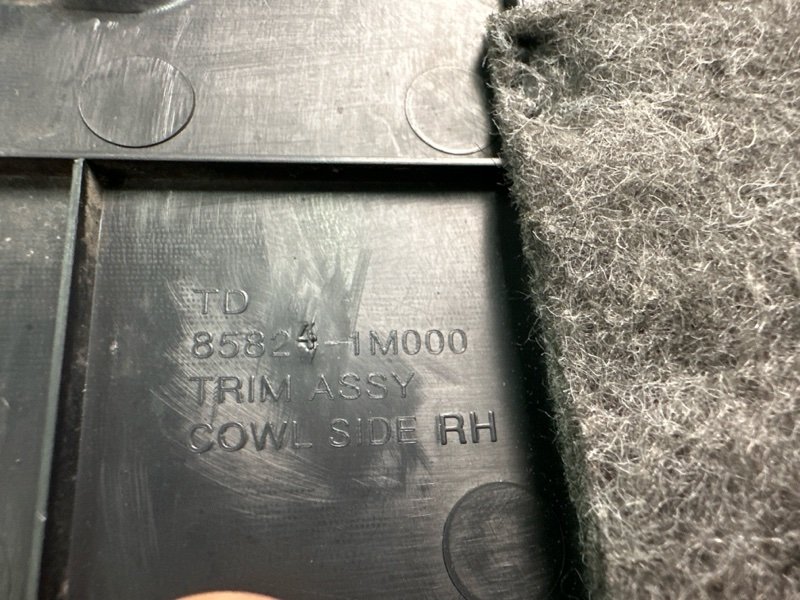 TD
85824-1M000
TRIM ASSY
COWL SIDE RH